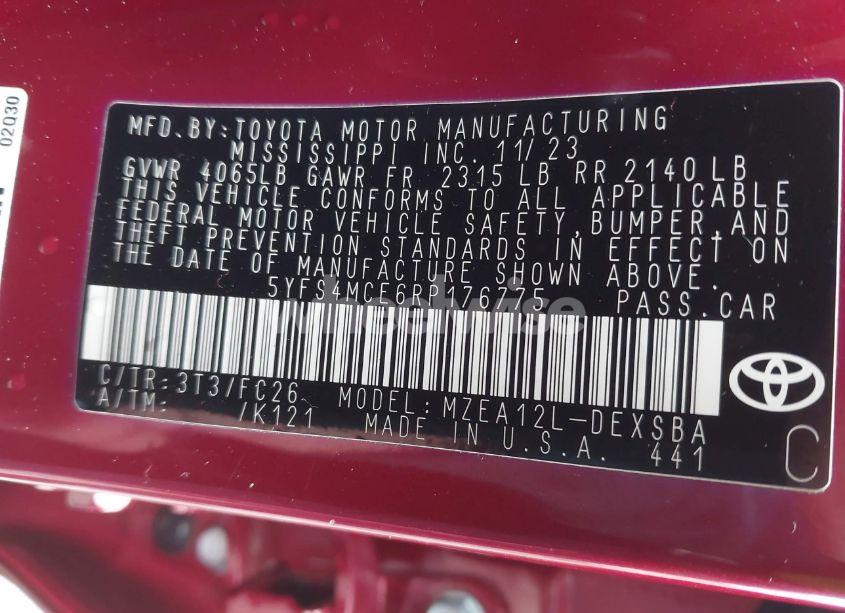 MFD.BY:TOYOTA MOTOR MANUFACTURING
MISSISSIPPI INC. 11/23
GVWR 4065LB GAWR FR 2315 LB RR 2140 LB
THIS VEHICLE CONFORMS TO ALL APPLICABLE
FEDERAL MOTOR VEHICLE SAFETY,BUMPER,AND
THEFT PREVENTION STANDARDS IN EFFECT ON
THE DATE OF MANUFACTURE SHOWN ABOVE.
5YFS4MCE6RP176775 PASS.CAR
C/TR:3T3/FC26 MODEL:MZEA12L-DEXSBA
A/TM: /K121 MADE IN U.S.A. 441
C
02Q30
wheelwise